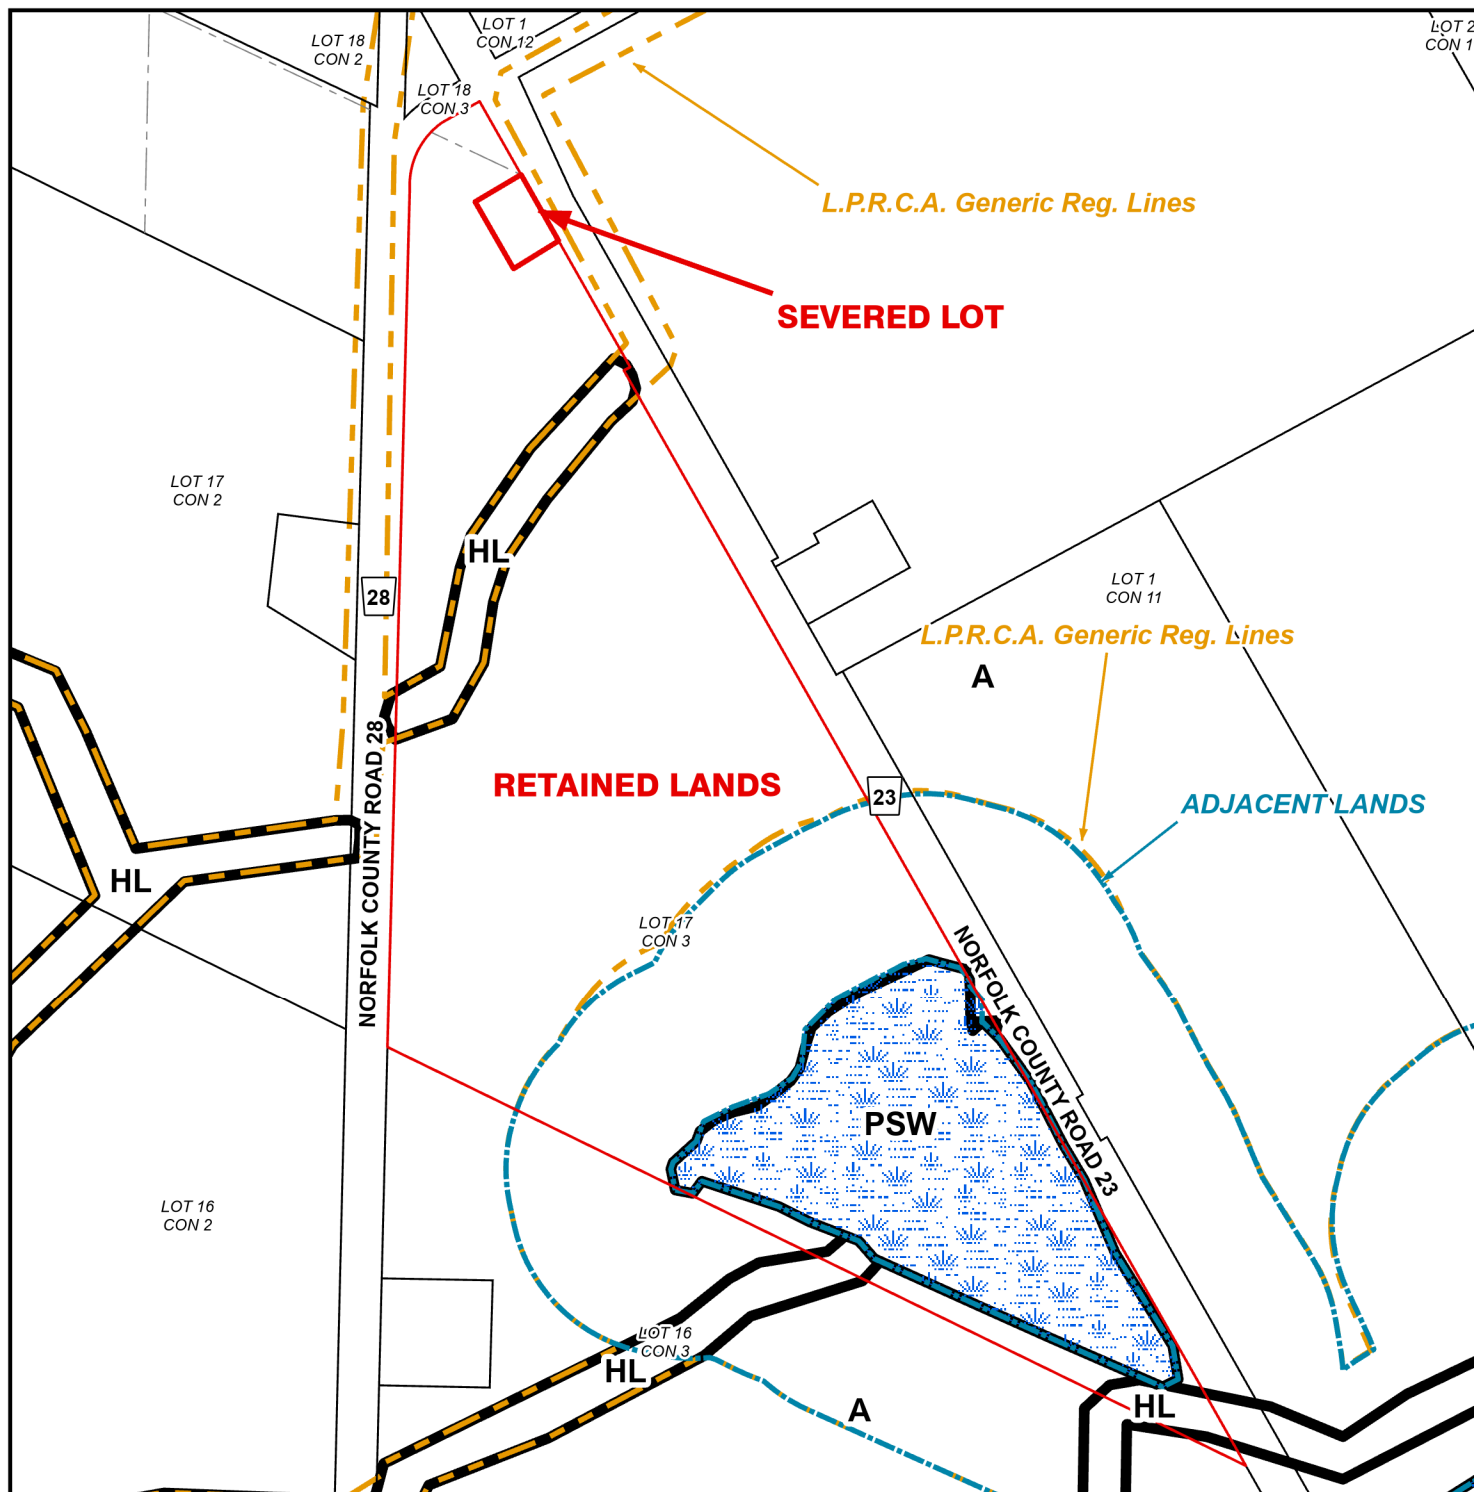 LOT 18
CON 2
LOT 1
CON 12
LOT 2
CON 1
LOT 18
CON 3
L.P.R.C.A. Generic Reg. Lines
SEVERED LOT
LOT 17
CON 2
HL
28
LOT 1
CON 11
L.P.R.C.A. Generic Reg. Lines
A
NORFOLK COUNTY ROAD 28
RETAINED LANDS
23
ADJACENT LANDS
HL
LOT 17
CON 3
NORFOLK COUNTY ROAD 23
PSW
LOT 16
CON 2
LOT 16
CON 3
HL
A
HL